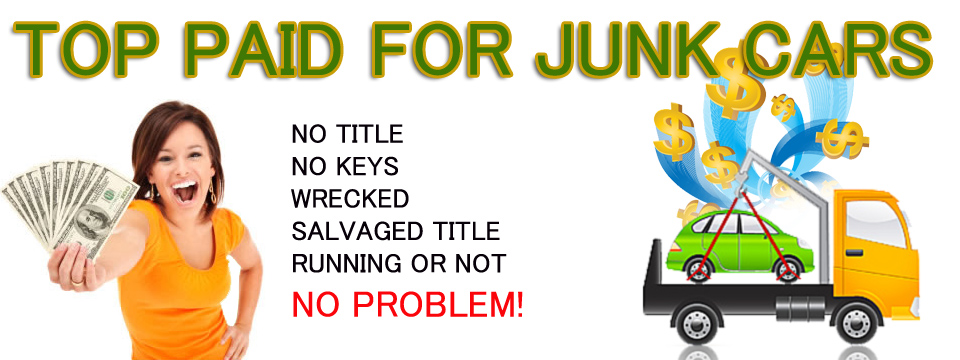 TOP PAID FOR JUNK CARS
NO TITLE
NO KEYS
WRECKED
SALVAGED TITLE
RUNNING OR NOT
NO PROBLEM!